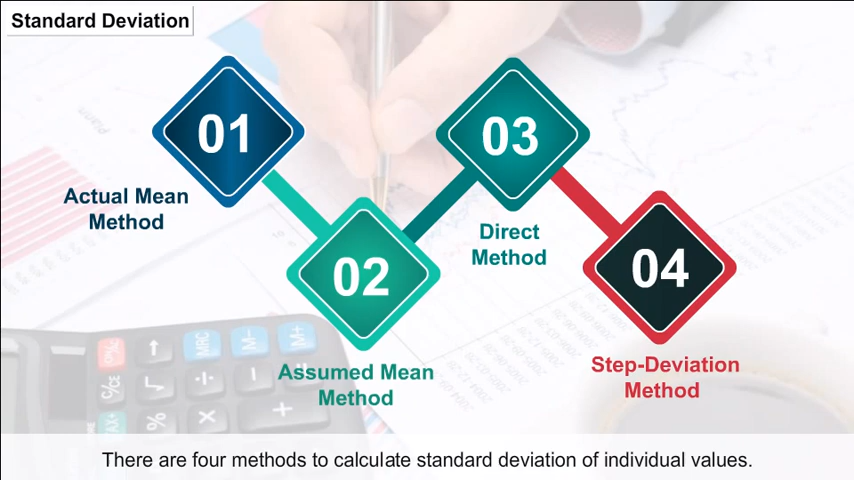 Standard Deviation
01
Actual Mean
Method
02
Assumed Mean
Method
03
Direct
Method
04
Step-Deviation
Method
MRC
M-
M+
There are four methods to calculate standard deviation of individual values.